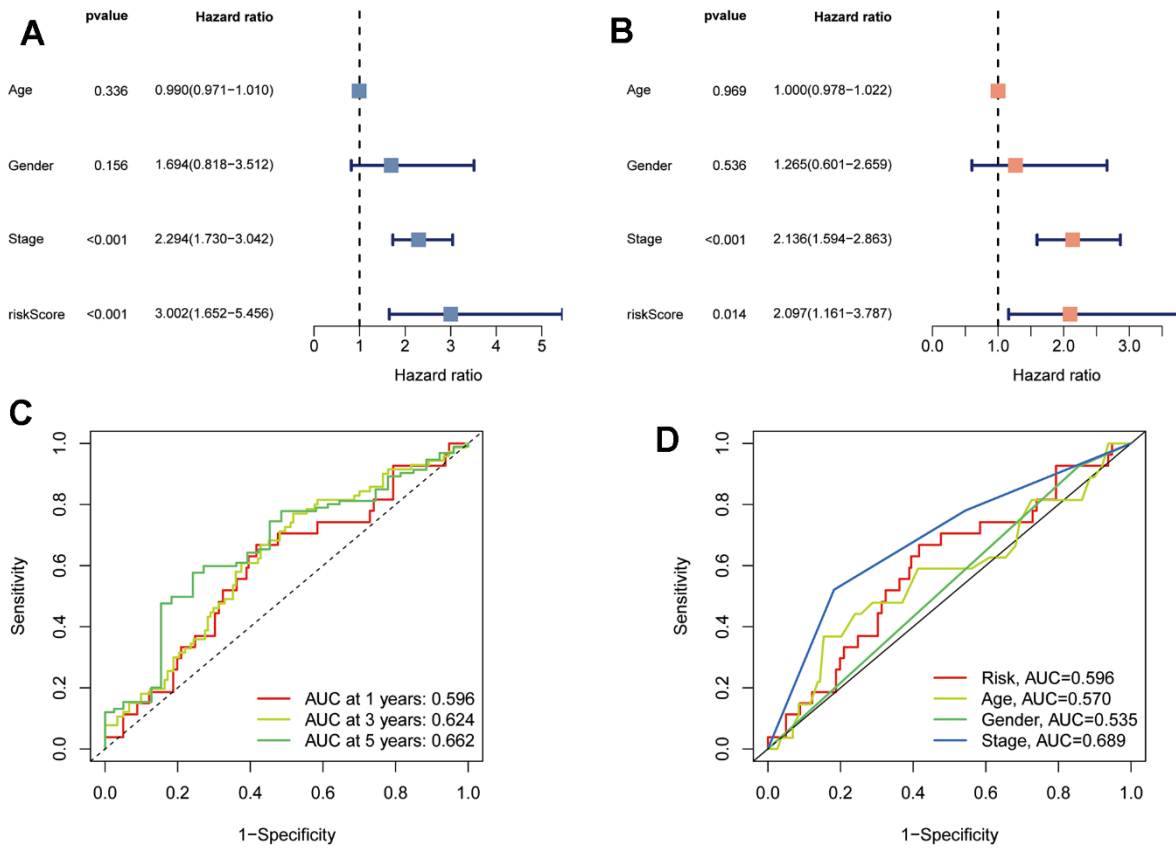 A
pvalue Hazard ratio
Age 0.336 0.990(0.971−1.010)
Gender 0.156 1.694(0.818−3.512)
Stage <0.001 2.294(1.730−3.042)
riskScore <0.001 3.002(1.652−5.456)
0 1 2 3 4 5
Hazard ratio
B
pvalue Hazard ratio
Age 0.969 1.000(0.978−1.022)
Gender 0.536 1.265(0.601−2.659)
Stage <0.001 2.136(1.594−2.863)
riskScore 0.014 2.097(1.161−3.787)
0.0 1.0 2.0 3.0
Hazard ratio
C
Sensitivity
1.0
0.8
0.6
0.4
0.2
0.0
AUC at 1 years: 0.596
AUC at 3 years: 0.624
AUC at 5 years: 0.662
0.0 0.2 0.4 0.6 0.8 1.0
1−Specificity
D
Sensitivity
1.0
0.8
0.6
0.4
0.2
0.0
Risk, AUC=0.596
Age, AUC=0.570
Gender, AUC=0.535
Stage, AUC=0.689
0.0 0.2 0.4 0.6 0.8 1.0
1−Specificity